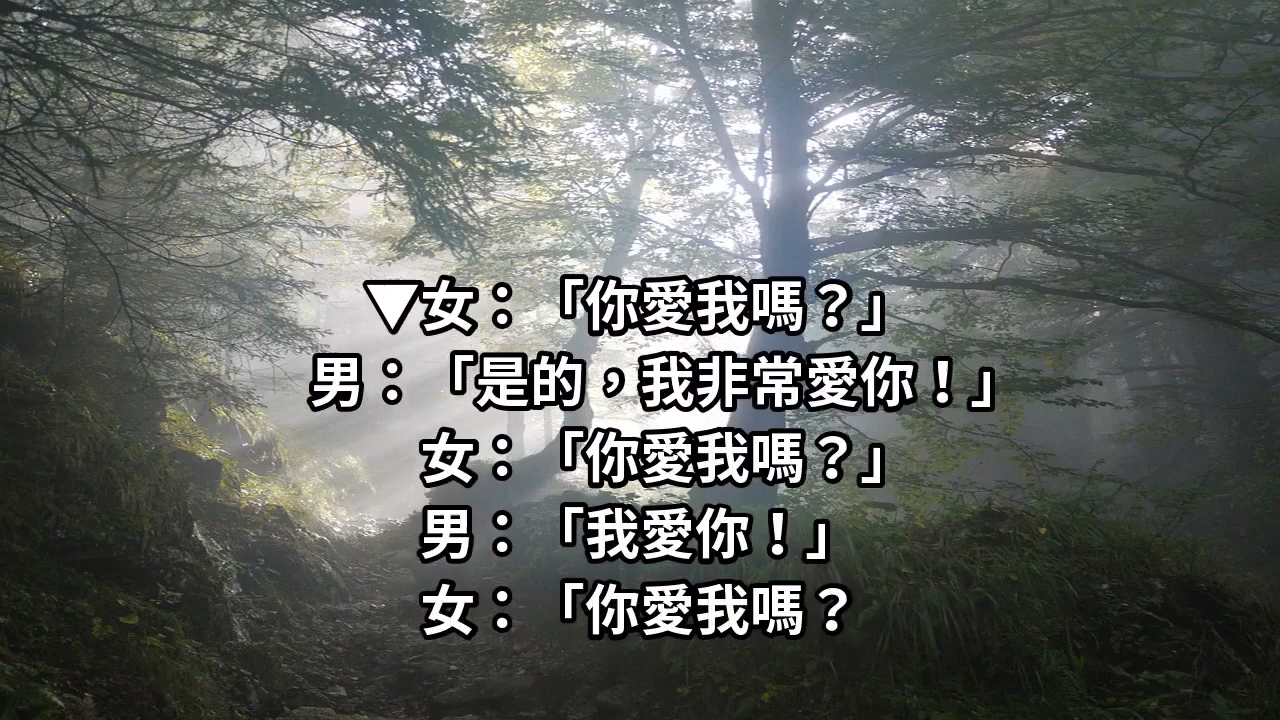 ▼女：「你愛我嗎？」
男：「是的，我非常愛你！」
女：「你愛我嗎？」
男：「我愛你！」
女：「你愛我嗎？